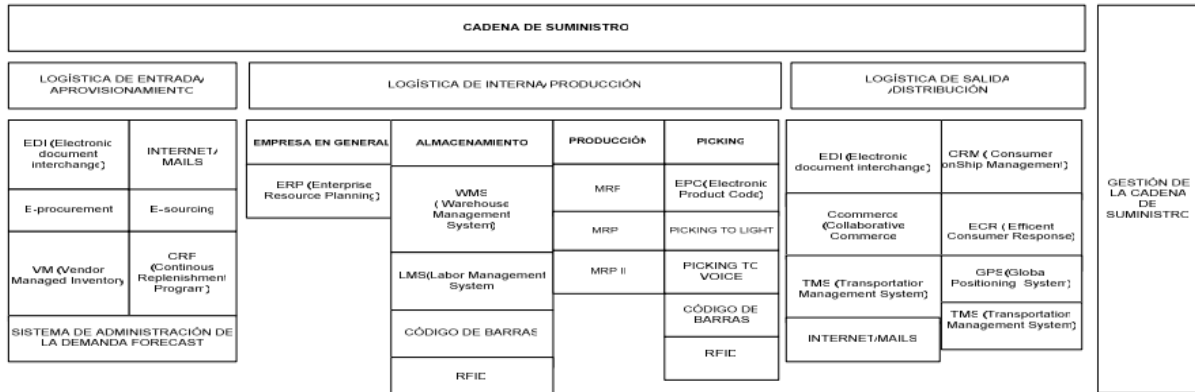 CADENA DE SUMINISTRO
LOGÍSTICA DE ENTRADA/
APROVISIONAMIENTO
LOGÍSTICA DE INTERNA/PRODUCCIÓN
LOGÍSTICA DE SALIDA
/DISTRIBUCIÓN
EDI (Electronic
document
interchange)
INTERNET/
MAILS
E-procurement
E-sourcing
VM (Vendor
Managed Inventory)
CRF
(Continous
Replenishment
Program)
SISTEMA DE ADMINISTRACIÓN DE
LA DEMANDA FORECAST
EMPRESA EN GENERAL
ERP (Enterprise
Resource Planning)
ALMACENAMIENTO
WMS
( Warehouse
Management
System)
LMS(Labor Management
System
CÓDIGO DE BARRAS
RFID
PRODUCCIÓN
MRF
MRP
MRP II
PICKING
EPC(Electronic
Product Code)
PICKING TO LIGHT
PICKING TO
VOICE
CÓDIGO DE
BARRAS
RFID
EDI (Electronic
document interchange)
Ccommerce
(Collaborative
Commerce
TMS (Transportation
Management System)
INTERNET/MAILS
CRM ( Consumer
onShip Management)
ECR ( Efficent
Consumer Response)
GPS(Global
Positioning System)
TMS (Transportation
Management System)
GESTIÓN DE
LA CADENA
DE
SUMINISTRO